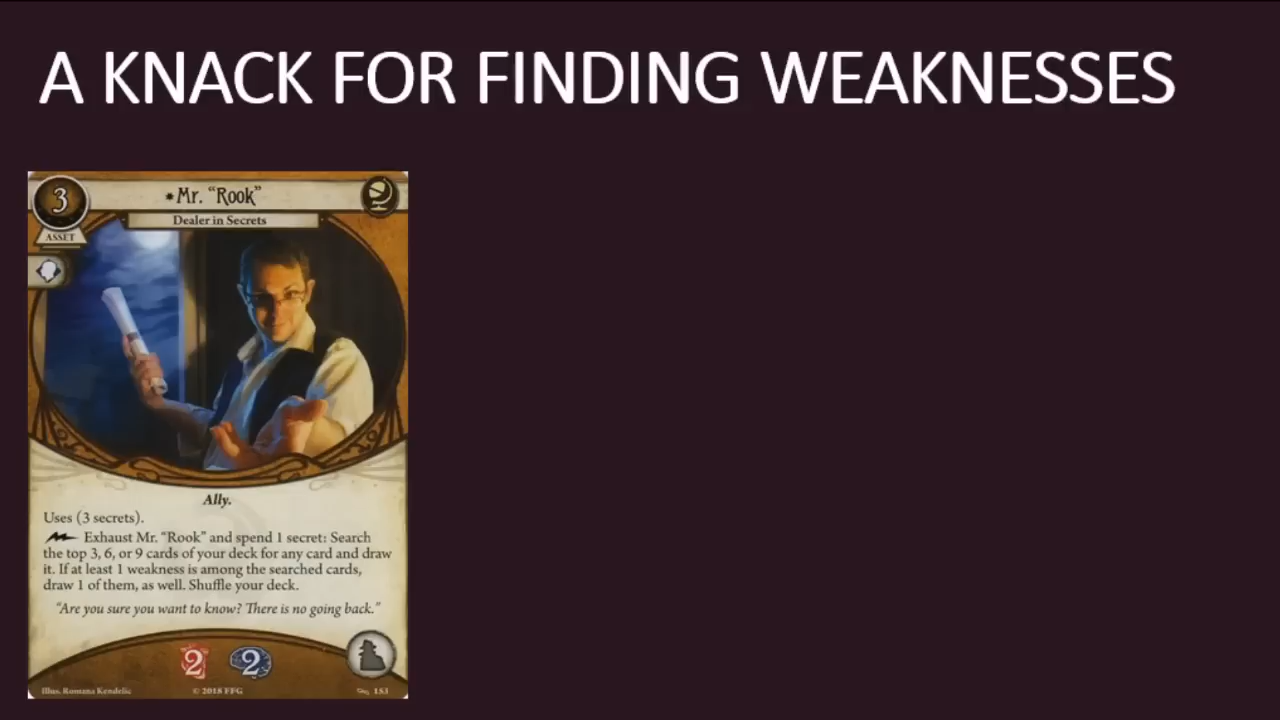 A KNACK FOR FINDING WEAKNESSES
3
Mr. “Rook”
Dealer in Secrets
ASSET
Ally.
Uses (3 secrets).
Exhaust Mr. “Rook” and spend 1 secret: Search
the top 3, 6, or 9 cards of your deck for any card and draw
it. If at least 1 weakness is among the searched cards,
draw 1 of them, as well. Shuffle your deck.
“Are you sure you want to know? There is no going back.”
2 2
Illus. Romana Kendelic © 2018 FFG 153